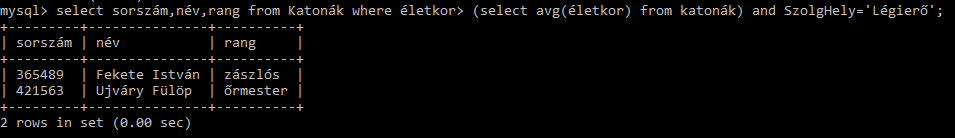 mysql> select sorszám,név,rang from Katonák where életkor> (select avg(életkor) from katonák) and SzolgHely='Légierő';
+---------+---------------+----------+
| sorszám | név           | rang     |
+---------+---------------+----------+
| 365489  | Fekete István | zászlós  |
| 421563  | Ujváry Fülöp  | őrmester |
+---------+---------------+----------+
2 rows in set (0.00 sec)